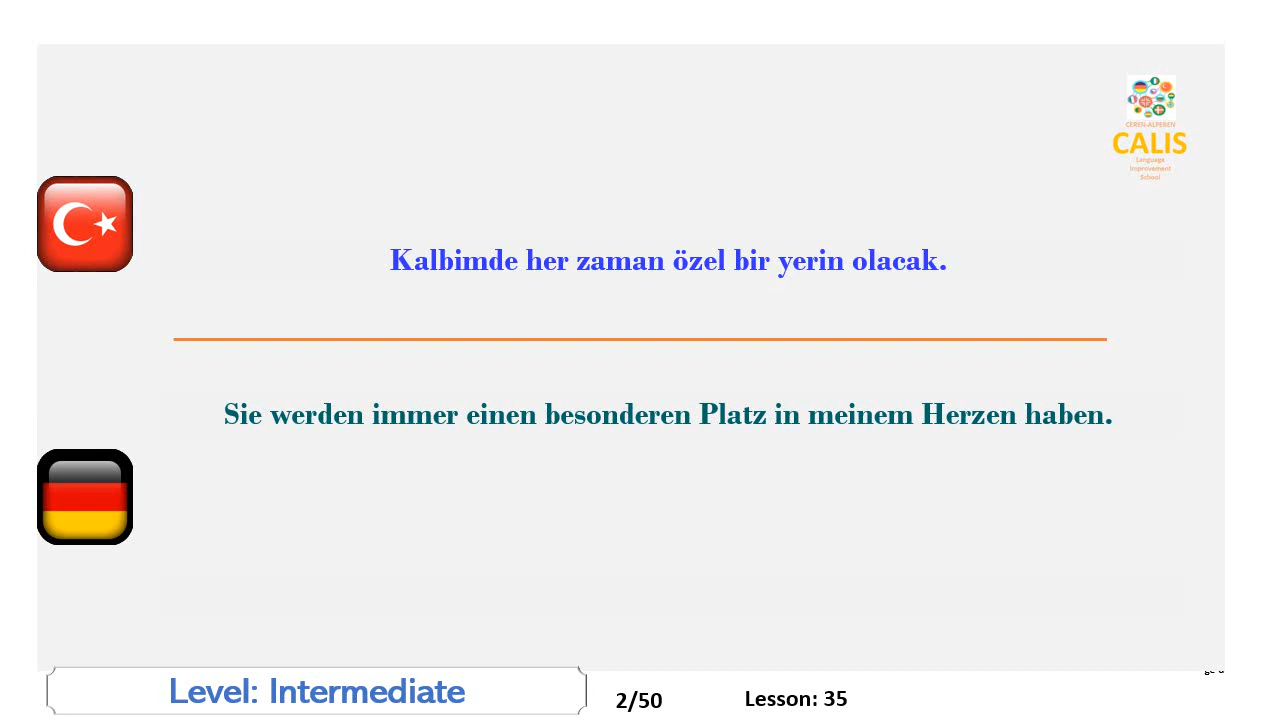 CEREN-ALPEREN
CALIS
Lenguage
Improvement
School
Kalbimde her zaman özel bir yerin olacak.
Sie werden immer einen besonderen Platz in meinem Herzen haben.
Level: Intermediate
2/50
Lesson: 35